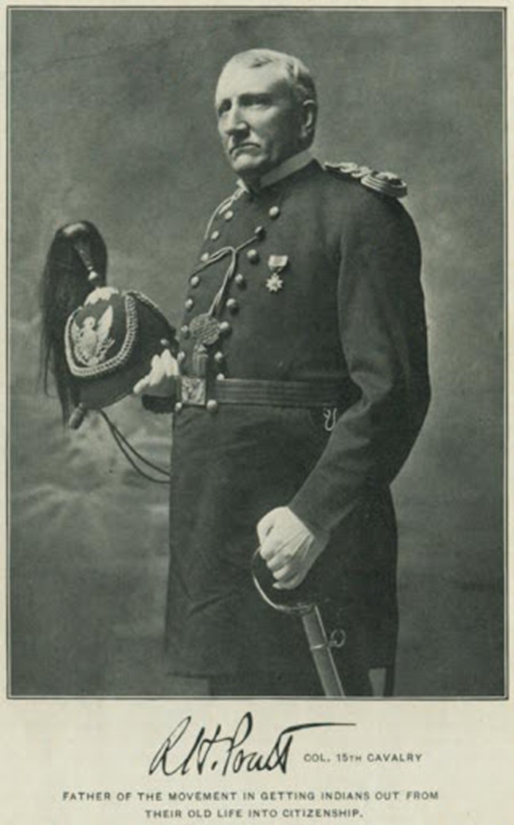 R.H. Pratt COL. 15TH CAVALRY
FATHER OF THE MOVEMENT IN GETTING INDIANS OUT FROM
THEIR OLD LIFE INTO CITIZENSHIP.